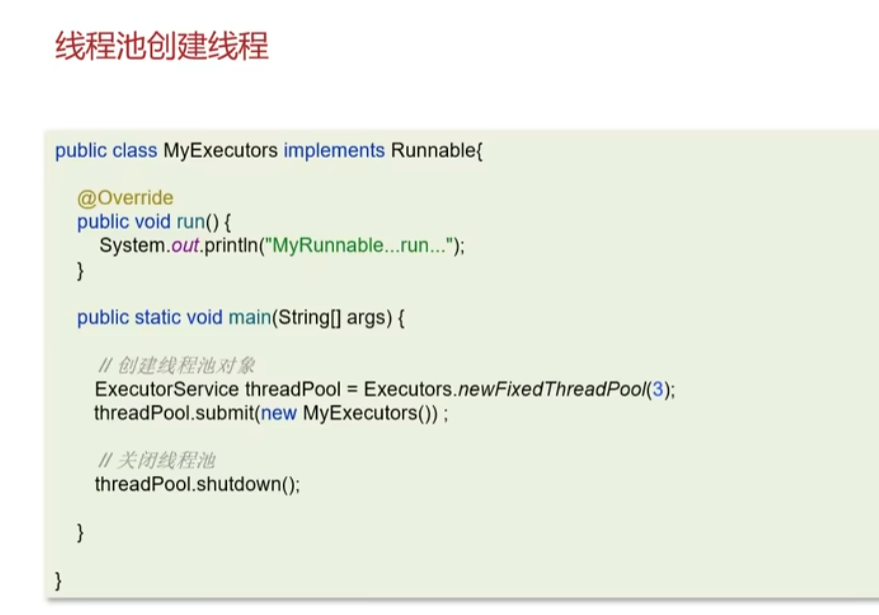 线程池创建线程
public class MyExecutors implements Runnable{
@Override
public void run() {
System.out.println("MyRunnable...run...");
}
public static void main(String[] args) {
// 创建线程池对象
ExecutorService threadPool = Executors.newFixedThreadPool(3);
threadPool.submit(new MyExecutors()) ;
// 关闭线程池
threadPool.shutdown();
}
}